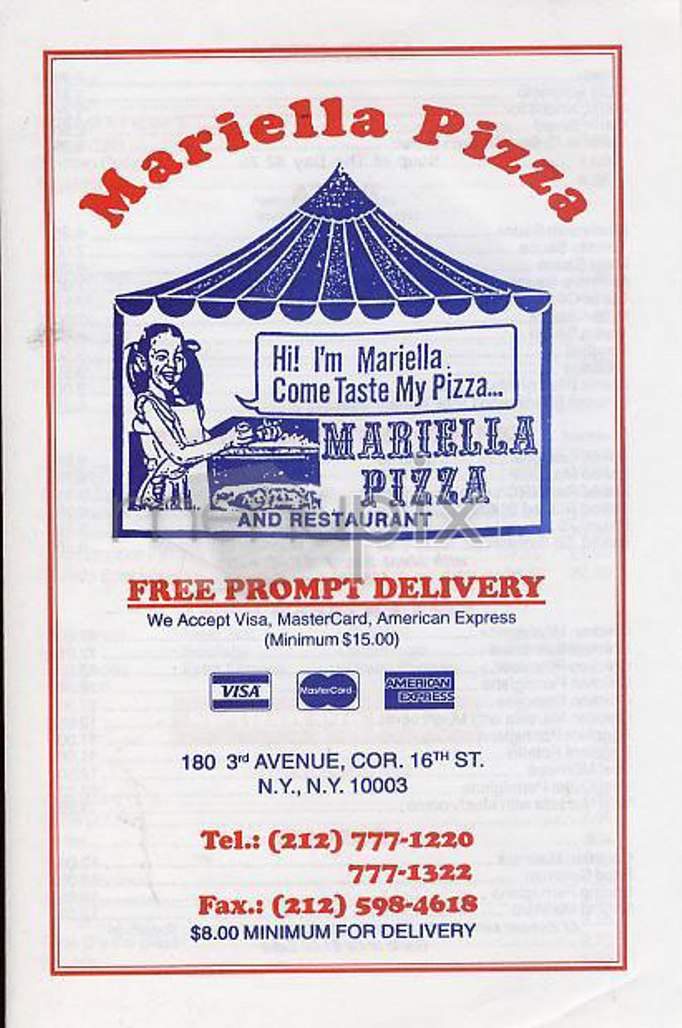 Mariella Pizza
Hi! I'm Mariella.
Come Taste My Pizza...
MARIELLA
PIZZA
AND RESTAURANT
menupix
FREE PROMPT DELIVERY
We Accept Visa, MasterCard, American Express
(Minimum $15.00)
VISA MasterCard AMERICAN
EXPRESS
180 3rd AVENUE, COR. 16TH ST.
N.Y., N.Y. 10003
Tel.: (212) 777-1220
777-1322
Fax.: (212) 598-4618
$8.00 MINIMUM FOR DELIVERY